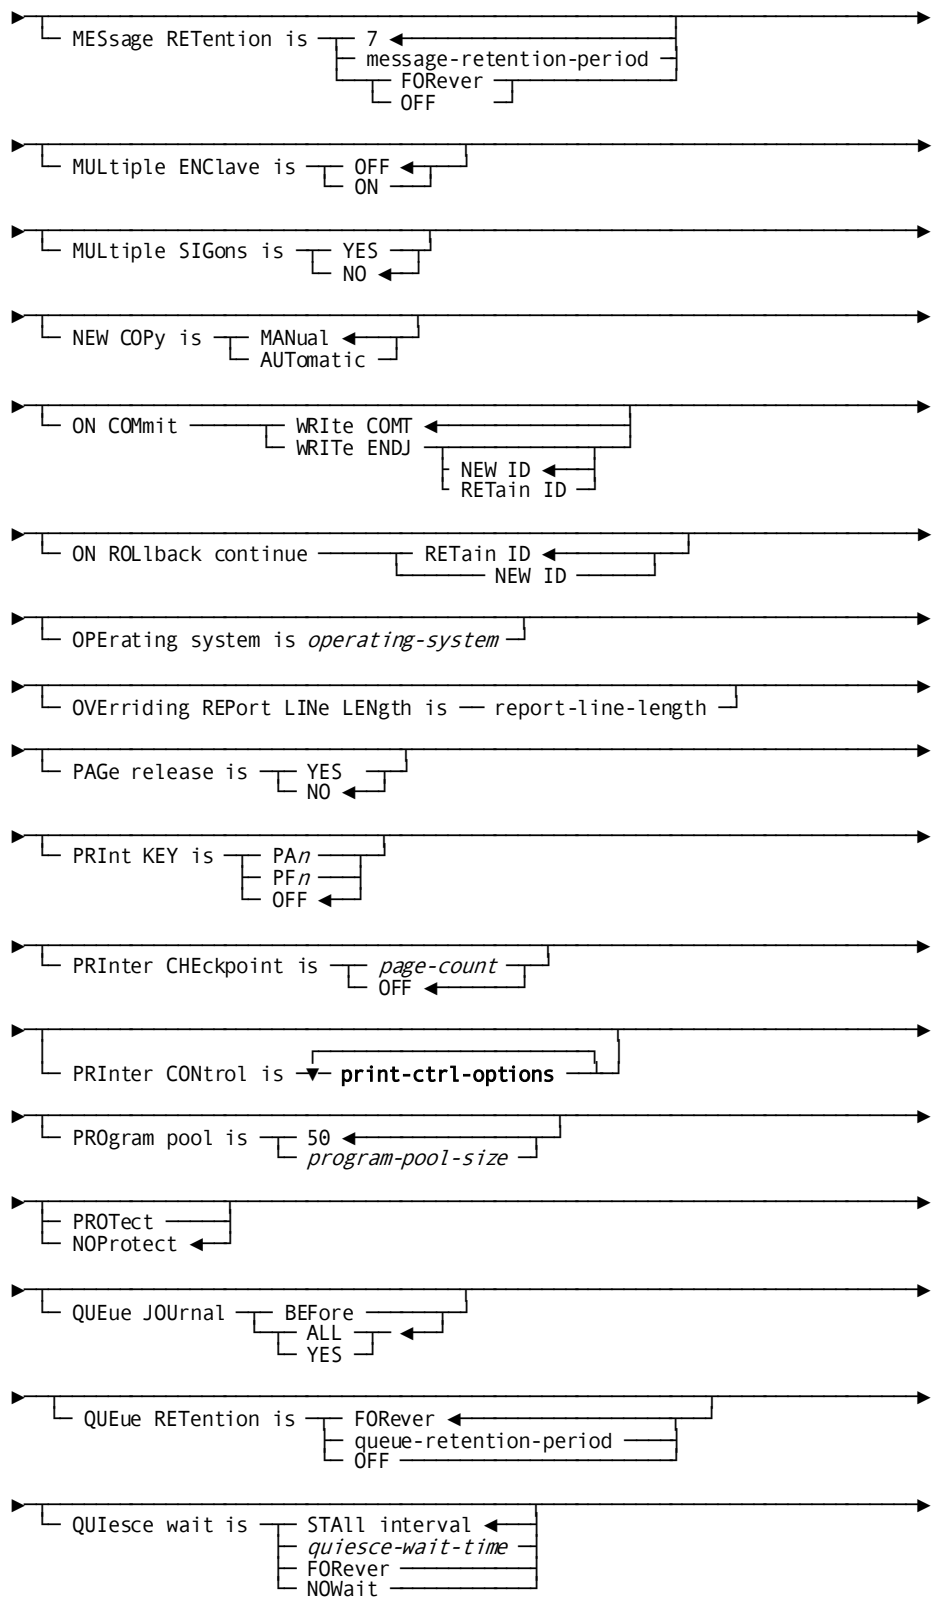 MESsage RETention is 7
message-retention-period
FORever
OFF
MULtiple ENClave is OFF
ON
MULtiple SIGons is YES
NO
NEW COPy is MANual
AUTomatic
ON COMmit WRIte COMT
WRITe ENDJ
NEW ID
RETain ID
ON ROLlback continue RETain ID
NEW ID
OPErating system is operating-system
OVErriding REPort LINe LENgth is report-line-length
PAGe release is YES
NO
PRInt KEY is PAn
PFn
OFF
PRInter CHEckpoint is page-count
OFF
PRInter CONtrol is print-ctrl-options
PROgram pool is 50
program-pool-size
PROTect
NOProtect
QUEue JOUrnal BEFore
ALL
YES
QUEue RETention is FORever
queue-retention-period
OFF
QUIesce wait is STAll interval
quiesce-wait-time
FORever
NOWait